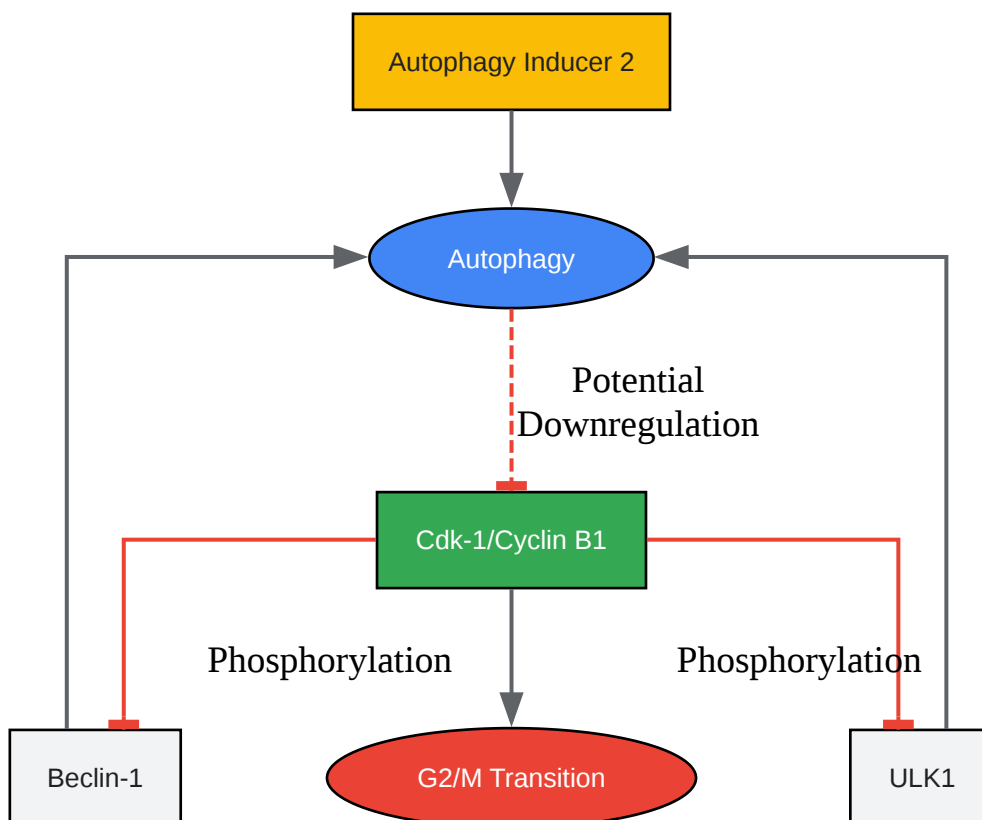 Autophagy Inducer 2
Autophagy
Potential
Downregulation
Cdk-1/Cyclin B1
Phosphorylation
Phosphorylation
Beclin-1
G2/M Transition
ULK1